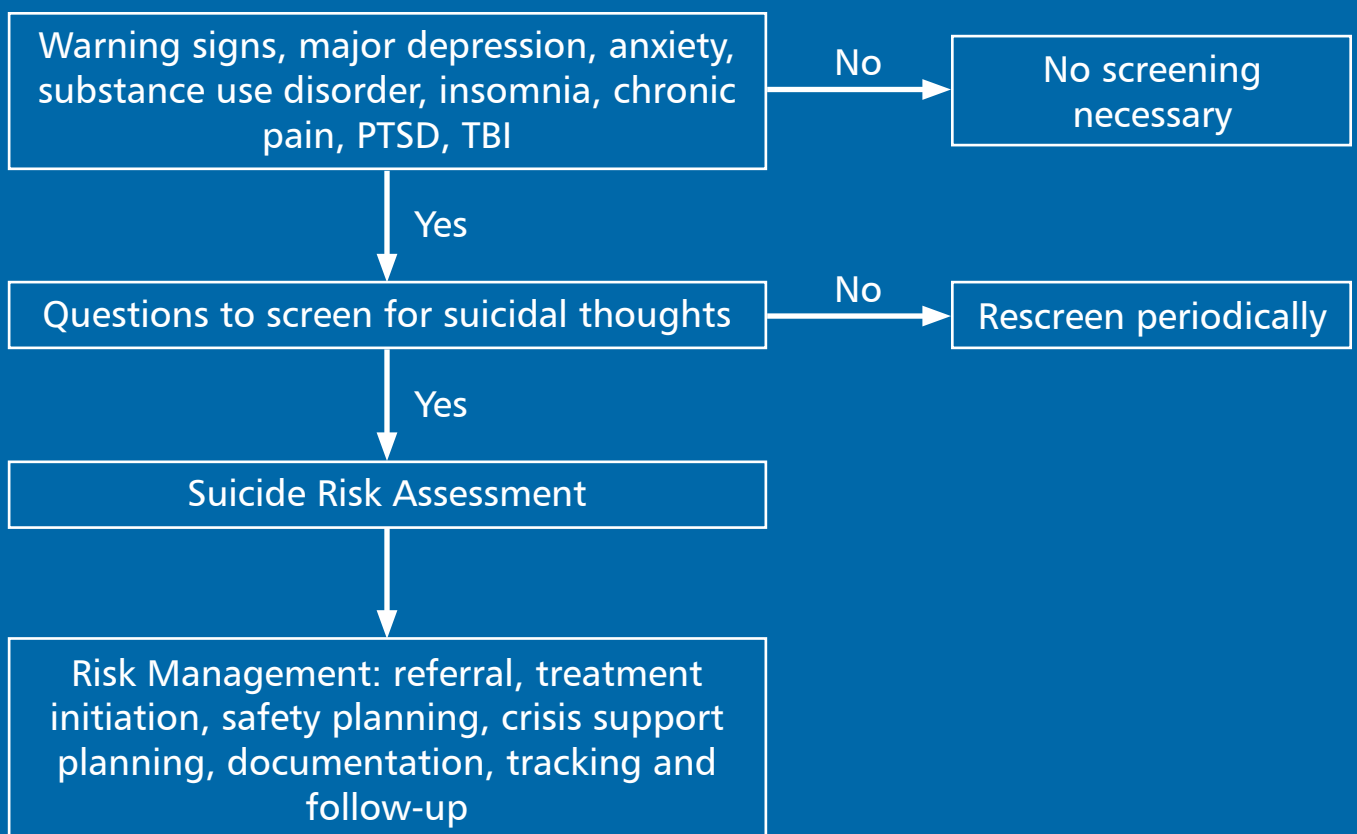 Warning signs, major depression, anxiety,
substance use disorder, insomnia, chronic
pain, PTSD, TBI
No
No screening
necessary
Yes
Questions to screen for suicidal thoughts
No
Rescreen periodically
Yes
Suicide Risk Assessment
Risk Management: referral, treatment
initiation, safety planning, crisis support
planning, documentation, tracking and
follow-up